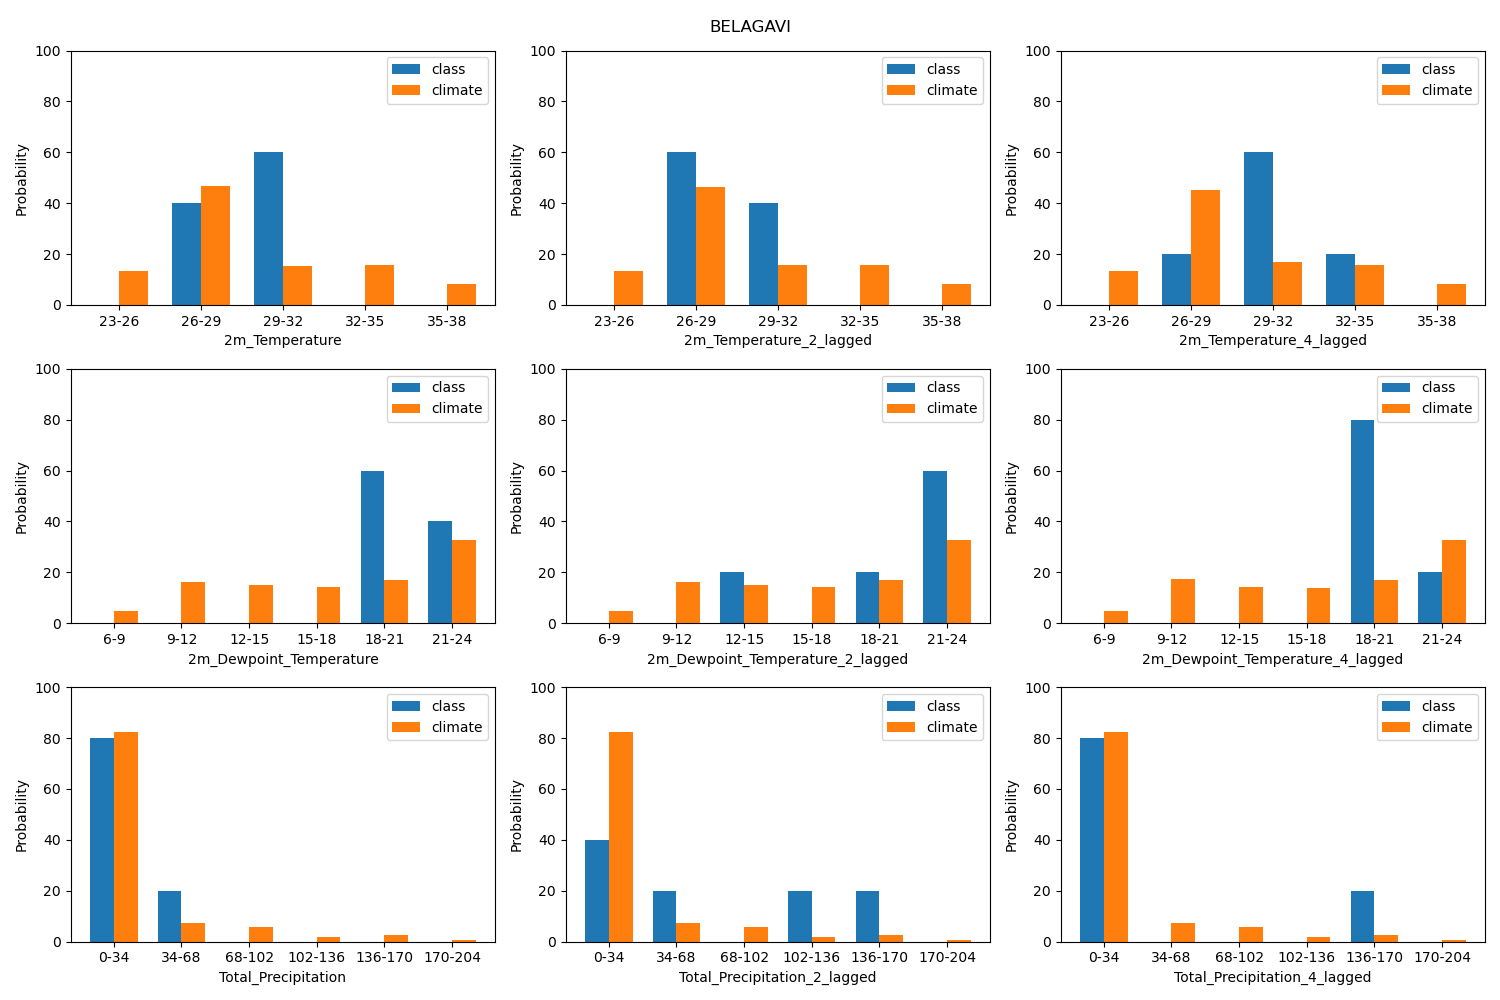 BELAGAVI
100
80
60
40
20
0
Probability
class
climate
23-26 26-29 29-32 32-35 35-38
2m_Temperature
100
80
60
40
20
0
Probability
class
climate
23-26 26-29 29-32 32-35 35-38
2m_Temperature_2_lagged
100
80
60
40
20
0
Probability
class
climate
23-26 26-29 29-32 32-35 35-38
2m_Temperature_4_lagged
100
80
60
40
20
0
Probability
class
climate
6-9 9-12 12-15 15-18 18-21 21-24
2m_Dewpoint_Temperature
100
80
60
40
20
0
Probability
class
climate
6-9 9-12 12-15 15-18 18-21 21-24
2m_Dewpoint_Temperature_2_lagged
100
80
60
40
20
0
Probability
class
climate
6-9 9-12 12-15 15-18 18-21 21-24
2m_Dewpoint_Temperature_4_lagged
100
80
60
40
20
0
Probability
class
climate
0-34 34-68 68-102 102-136 136-170 170-204
Total_Precipitation
100
80
60
40
20
0
Probability
class
climate
0-34 34-68 68-102 102-136 136-170 170-204
Total_Precipitation_2_lagged
100
80
60
40
20
0
Probability
class
climate
0-34 34-68 68-102 102-136 136-170 170-204
Total_Precipitation_4_lagged